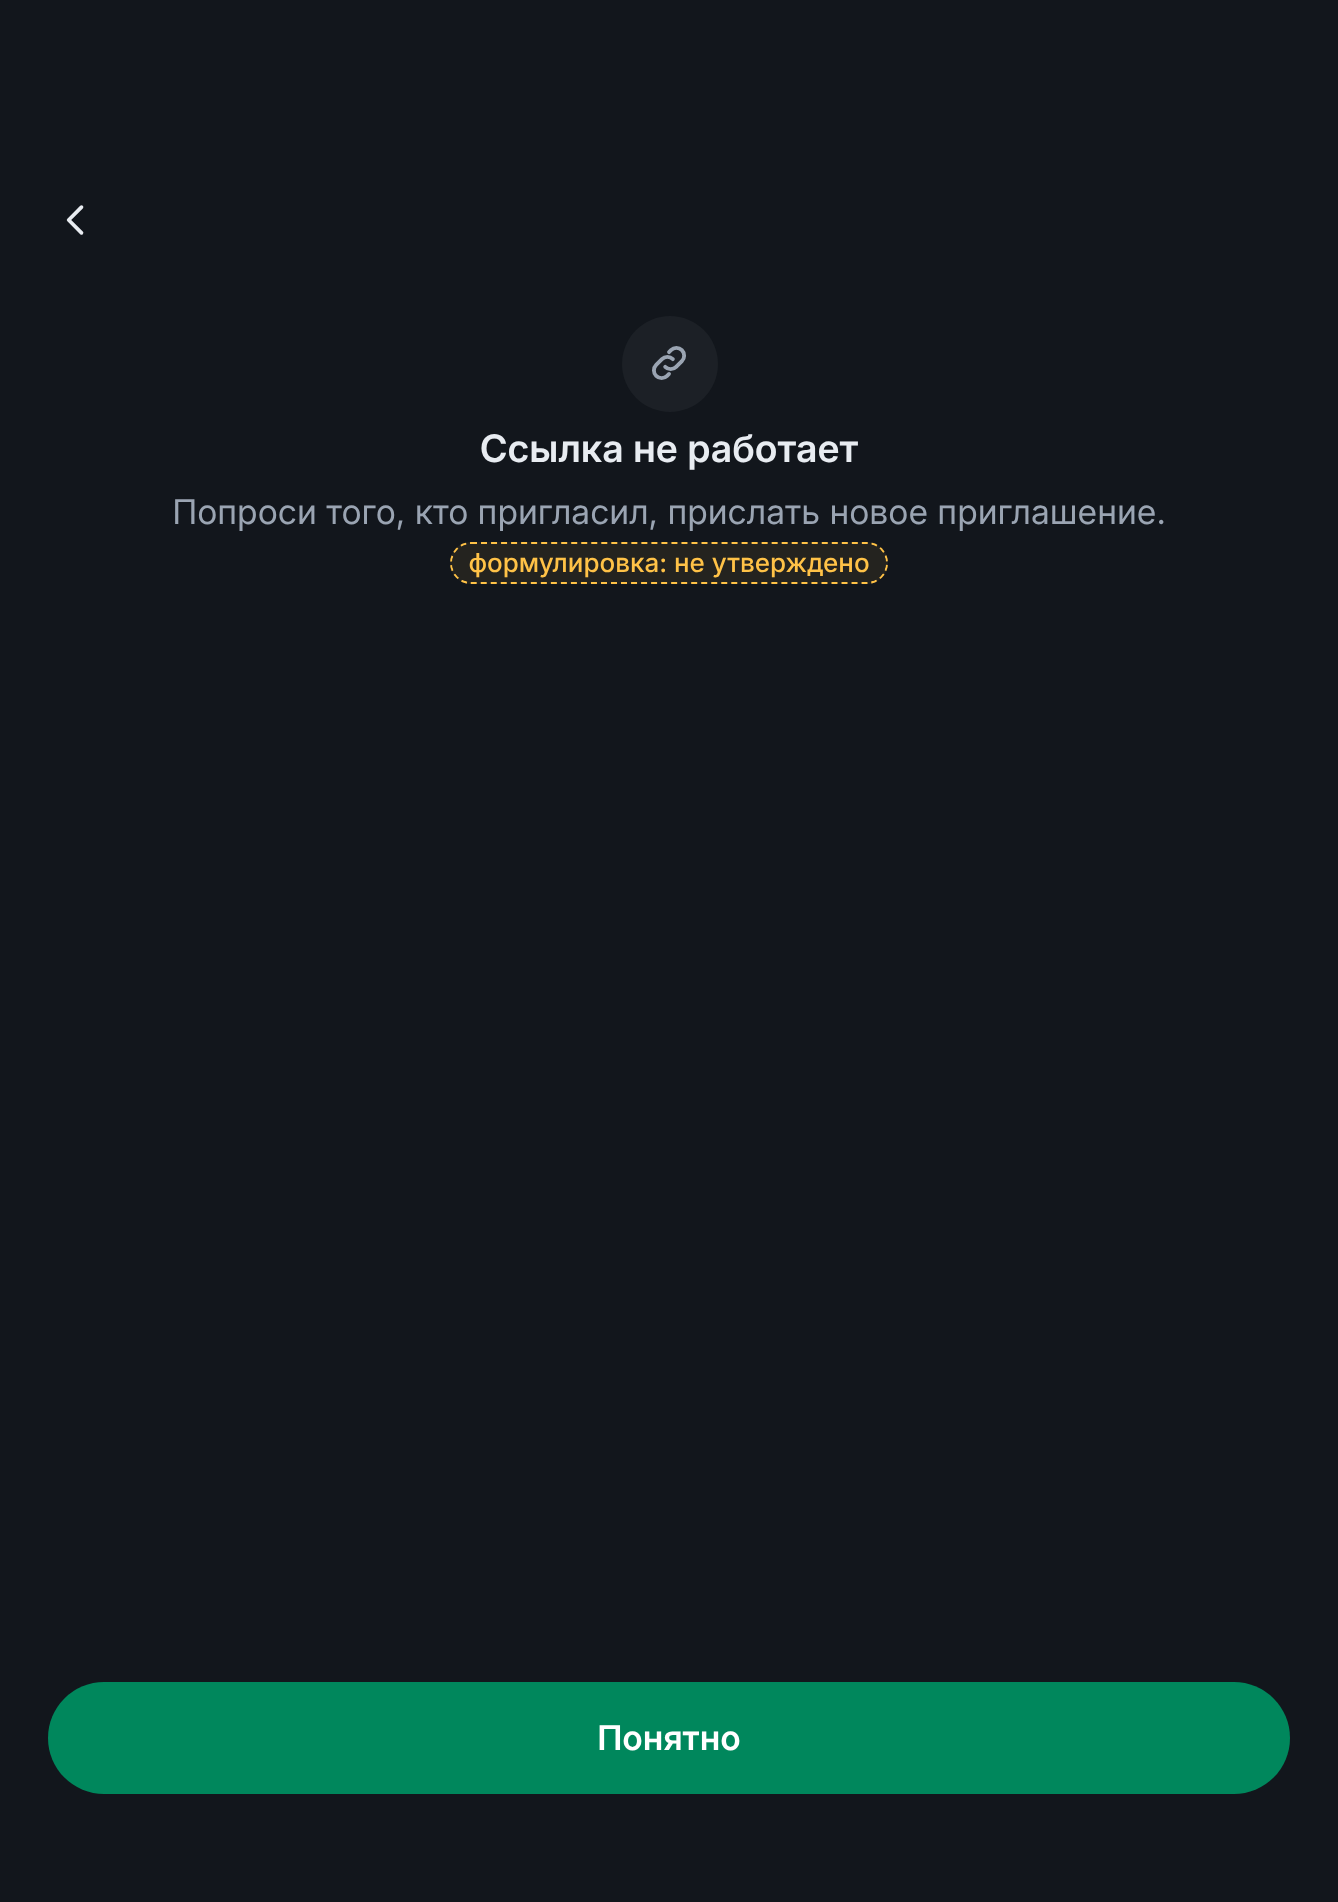 Ссылка не работает
Попроси того, кто пригласил, прислать новое приглашение.
формулировка: не утверждено
Понятно